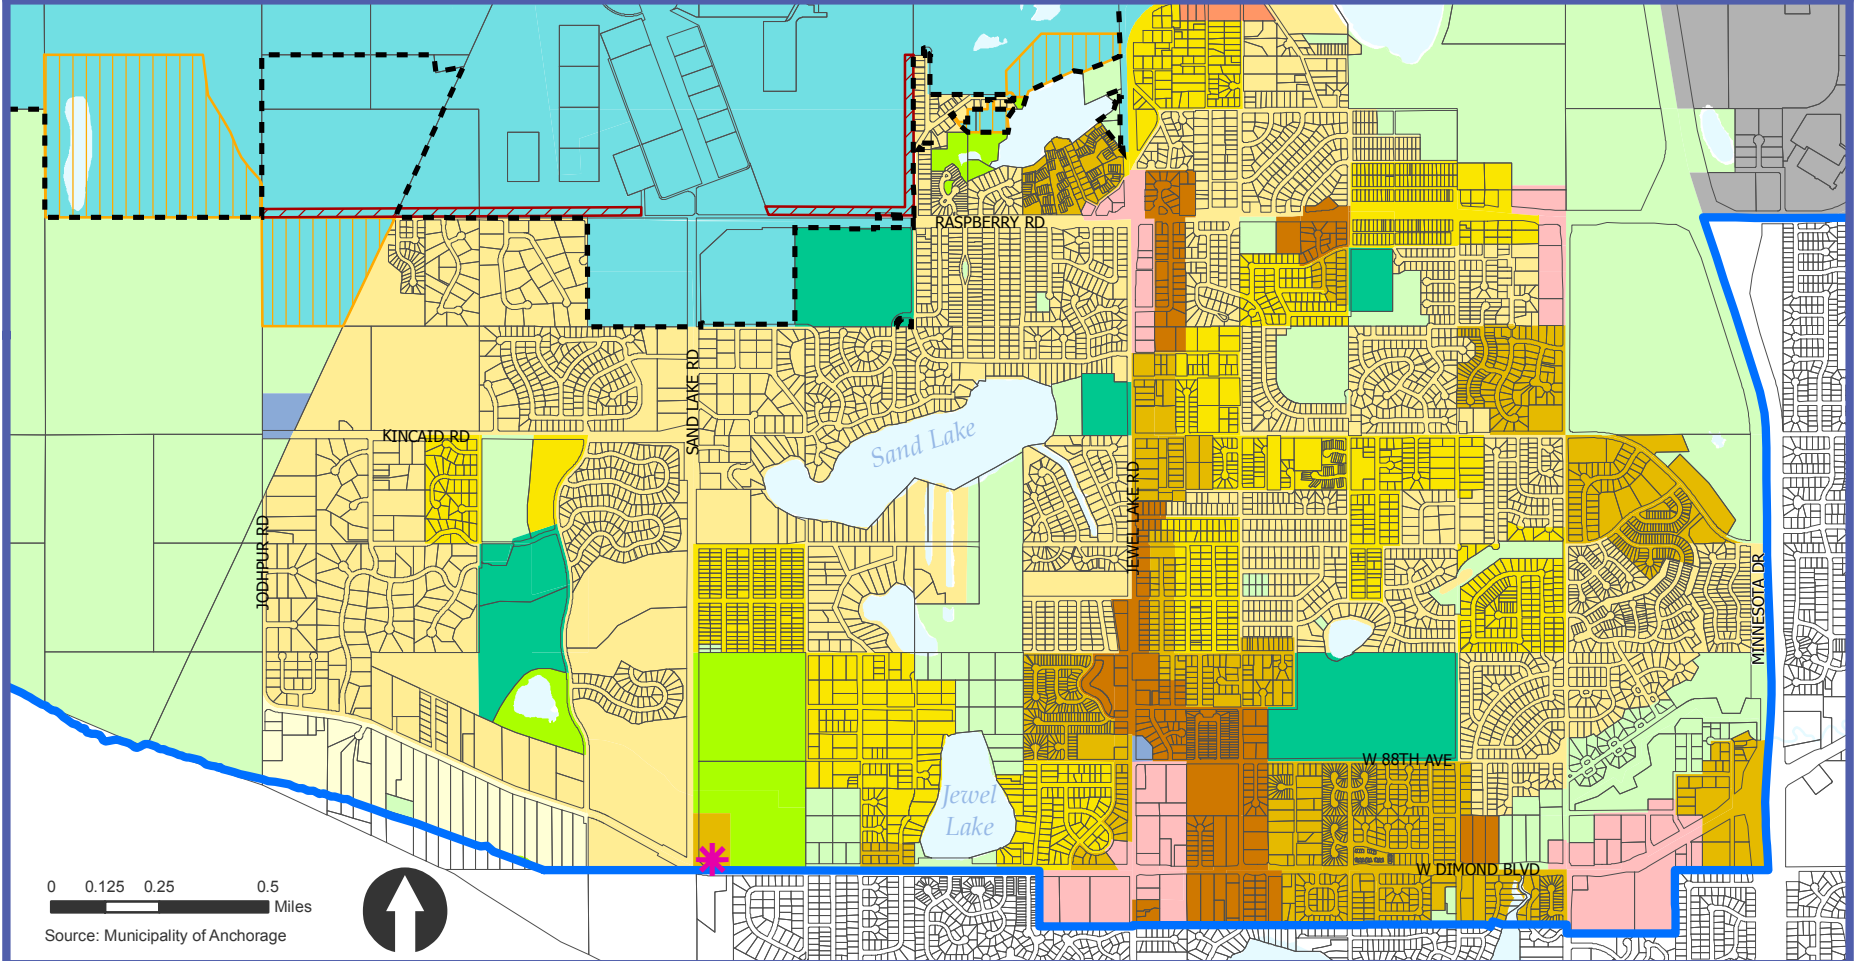 RASPBERRY RD
SAND LAKE RD
KINCAID RD
Sand Lake
JEWEL LAKE RD
JODHPUR RD
MINNESOTA DR
W 88TH AVE
Jewel
Lake
W DIMOND BLVD
0 0.125 0.25 0.5
Miles
Source: Municipality of Anchorage